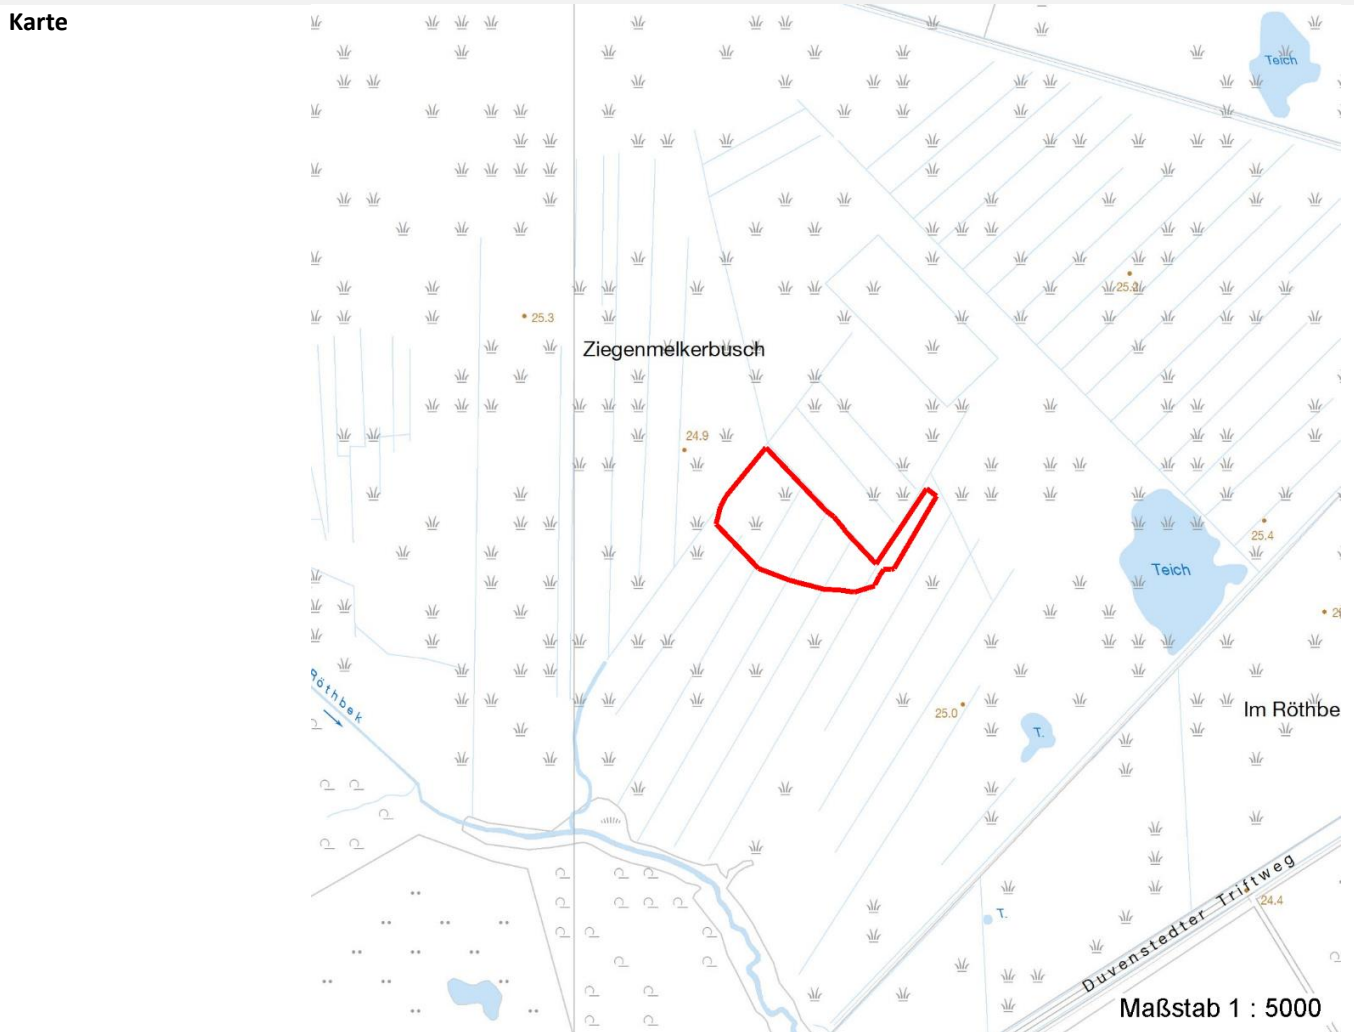 Karte
Teich
25.2
25.3
Ziegenmelkerbusch
24.9
25.4
Teich
Röthbek
25.0
T.
Im Röthbe
T.
Duvenstedter Triftweg
24.4
Maßstab 1 : 5000